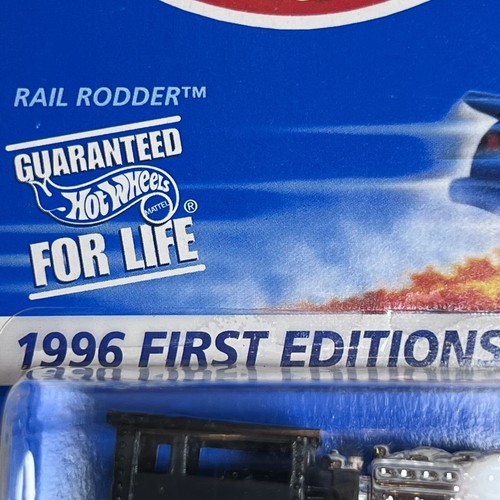 RAIL RODDER™
GUARANTEED
Hot Wheels
MATTEL
®
FOR LIFE
1996 FIRST EDITIONS